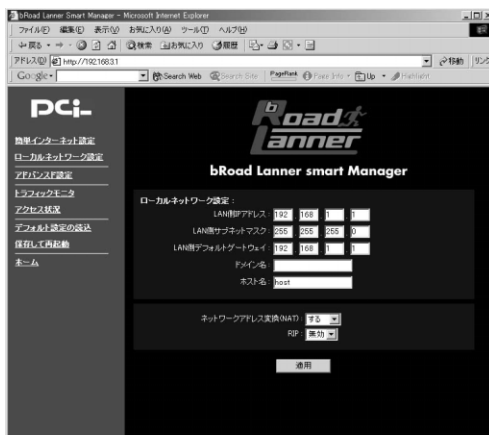 bRoad Lanner Smart Manager - Microsoft Internet Explorer
ファイル(F) 編集(E) 表示(V) お気に入り(A) ツール(T) ヘルプ(H)
戻る 検索 お気に入り 履歴
アドレス(D) http://192.168.3.1 移動 リンク
Google Search Web Search Site PageRank Page Info Up Highlight
PCi
簡単インターネット設定
ローカルネットワーク設定
アドバンスド設定
トラフィックモニタ
アクセス状況
デフォルト設定の読込
保存して再起動
ホーム
bRoad
Lanner
bRoad Lanner smart Manager
ローカルネットワーク設定 :
LAN側IPアドレス : 192 . 168 . 1 . 1
LAN側サブネットマスク : 255 . 255 . 255 . 0
LAN側デフォルトゲートウェイ : 192 . 168 . 1 . 1
ドメイン名 :
ホスト名 : host
ネットワークアドレス変換(NAT) : する
RIP : 無効
適用